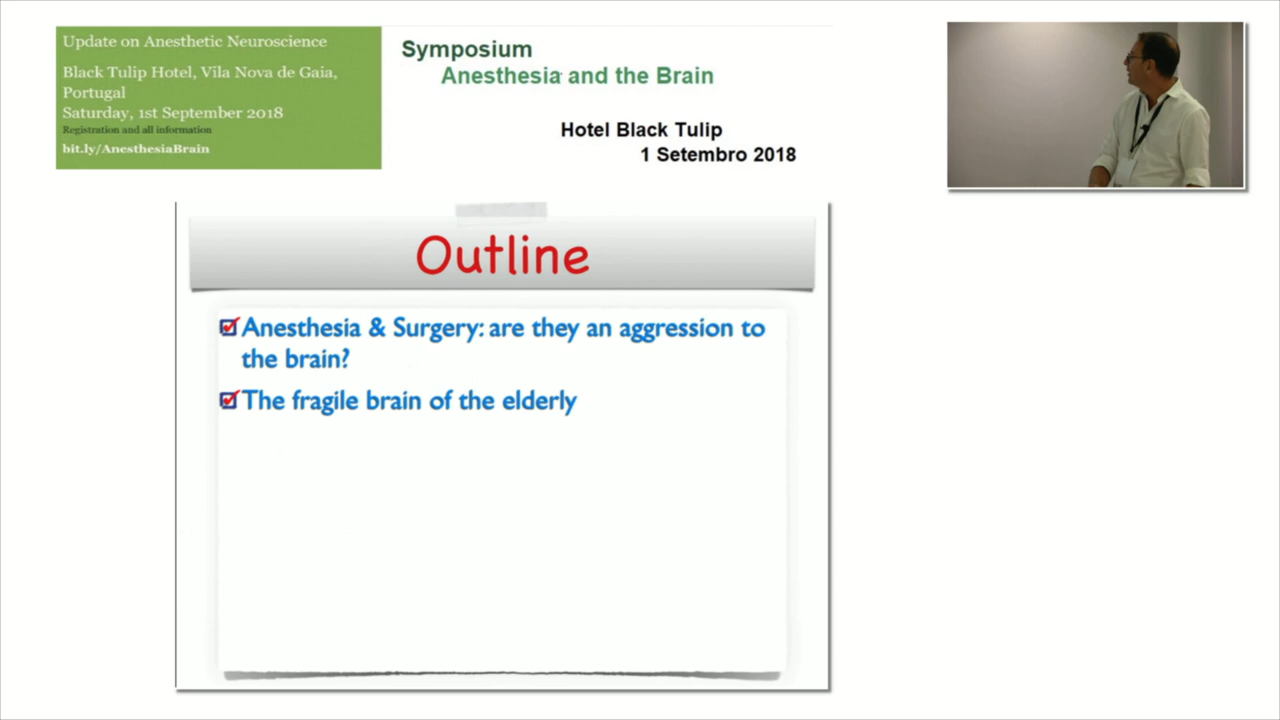 Update on Anesthetic Neuroscience
Black Tulip Hotel, Vila Nova de Gaia,
Portugal
Saturday, 1st September 2018
Registration and all information
bit.ly/AnesthesiaBrain
Symposium
Anesthesia and the Brain
Hotel Black Tulip
1 Setembro 2018
Outline
Anesthesia & Surgery: are they an aggression to
the brain?
The fragile brain of the elderly